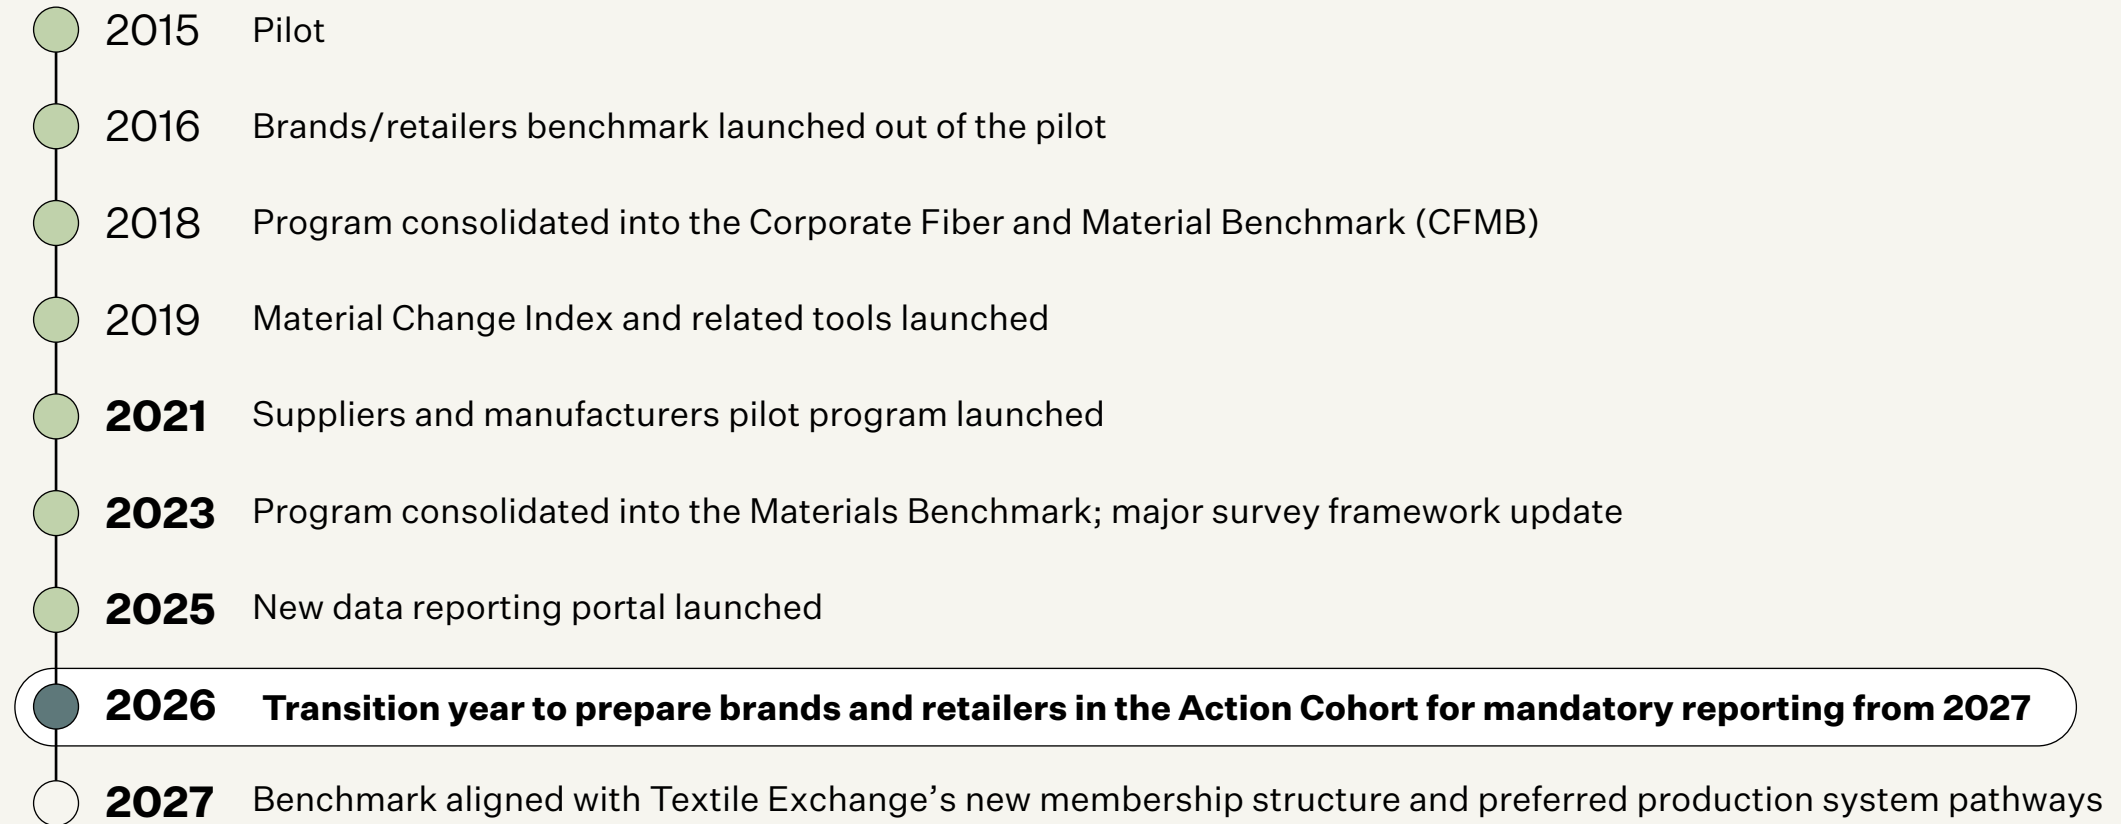 2015 Pilot
2016 Brands/retailers benchmark launched out of the pilot
2018 Program consolidated into the Corporate Fiber and Material Benchmark (CFMB)
2019 Material Change Index and related tools launched
2021 Suppliers and manufacturers pilot program launched
2023 Program consolidated into the Materials Benchmark; major survey framework update
2025 New data reporting portal launched
2026 Transition year to prepare brands and retailers in the Action Cohort for mandatory reporting from 2027
2027 Benchmark aligned with Textile Exchange’s new membership structure and preferred production system pathways